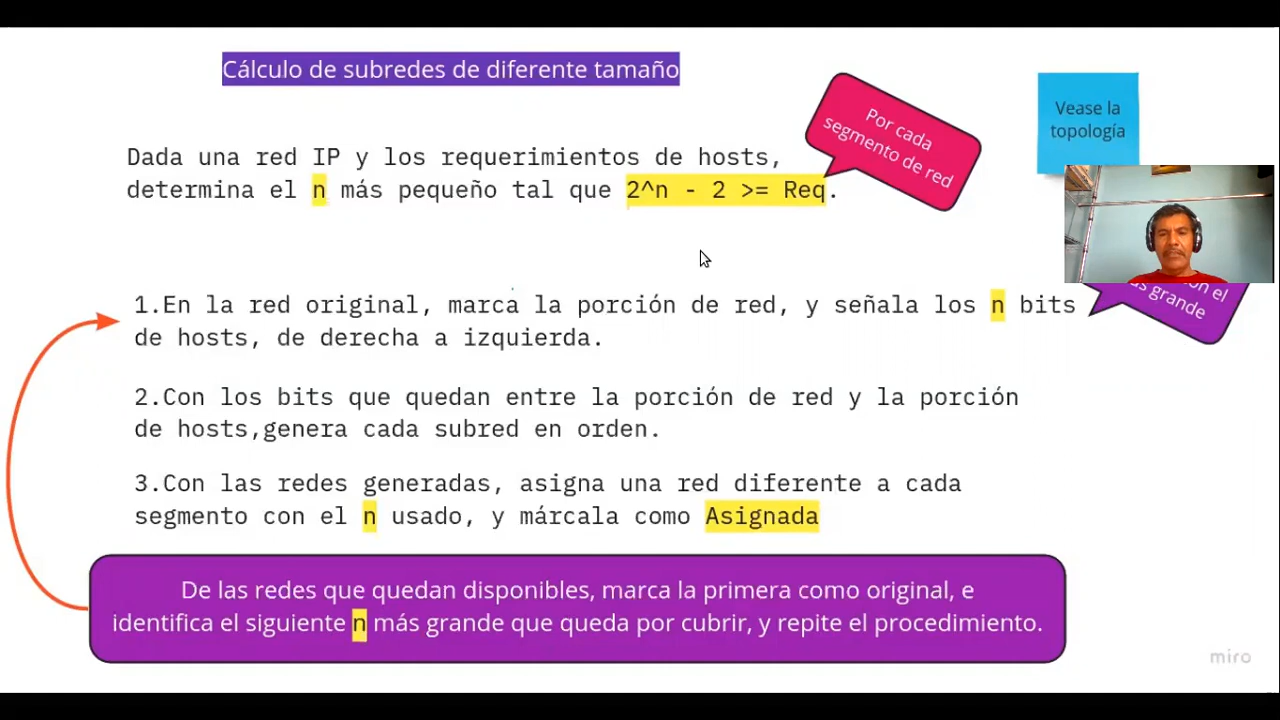 Cálculo de subredes de diferente tamaño
Por cada
segmento de red
Vease la
topología
Dada una red IP y los requerimientos de hosts,
determina el n más pequeño tal que 2^n - 2 >= Req.
1.En la red original, marca la porción de red, y señala los n bits
de hosts, de derecha a izquierda.
el
grande
2.Con los bits que quedan entre la porción de red y la porción
de hosts,genera cada subred en orden.
3.Con las redes generadas, asigna una red diferente a cada
segmento con el n usado, y márcala como Asignada
De las redes que quedan disponibles, marca la primera como original, e
identifica el siguiente n más grande que queda por cubrir, y repite el procedimiento.
miro